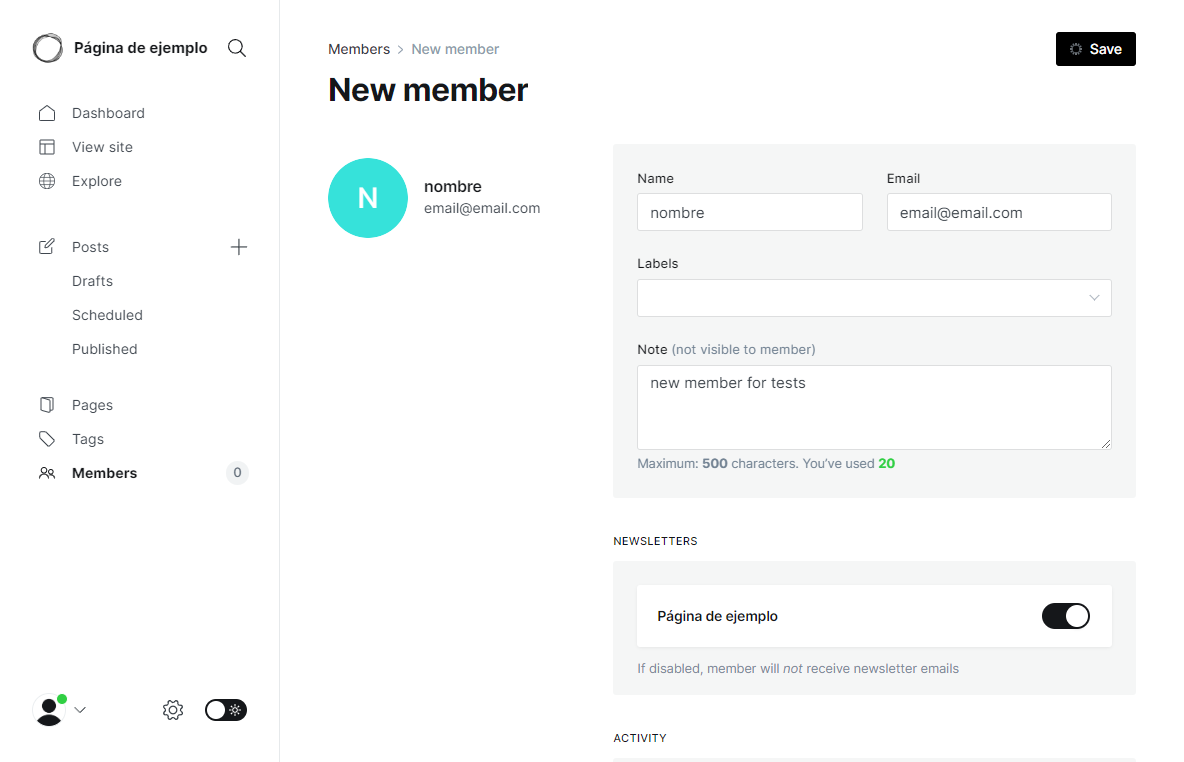 Página de ejemplo
Dashboard
View site
Explore
Posts
Drafts
Scheduled
Published
Pages
Tags
Members 0
Members > New member
Save
New member
N
nombre
email@email.com
Name Email
nombre email@email.com
Labels
Note (not visible to member)
new member for tests
Maximum: 500 characters. You’ve used 20
NEWSLETTERS
Página de ejemplo
If disabled, member will not receive newsletter emails
ACTIVITY